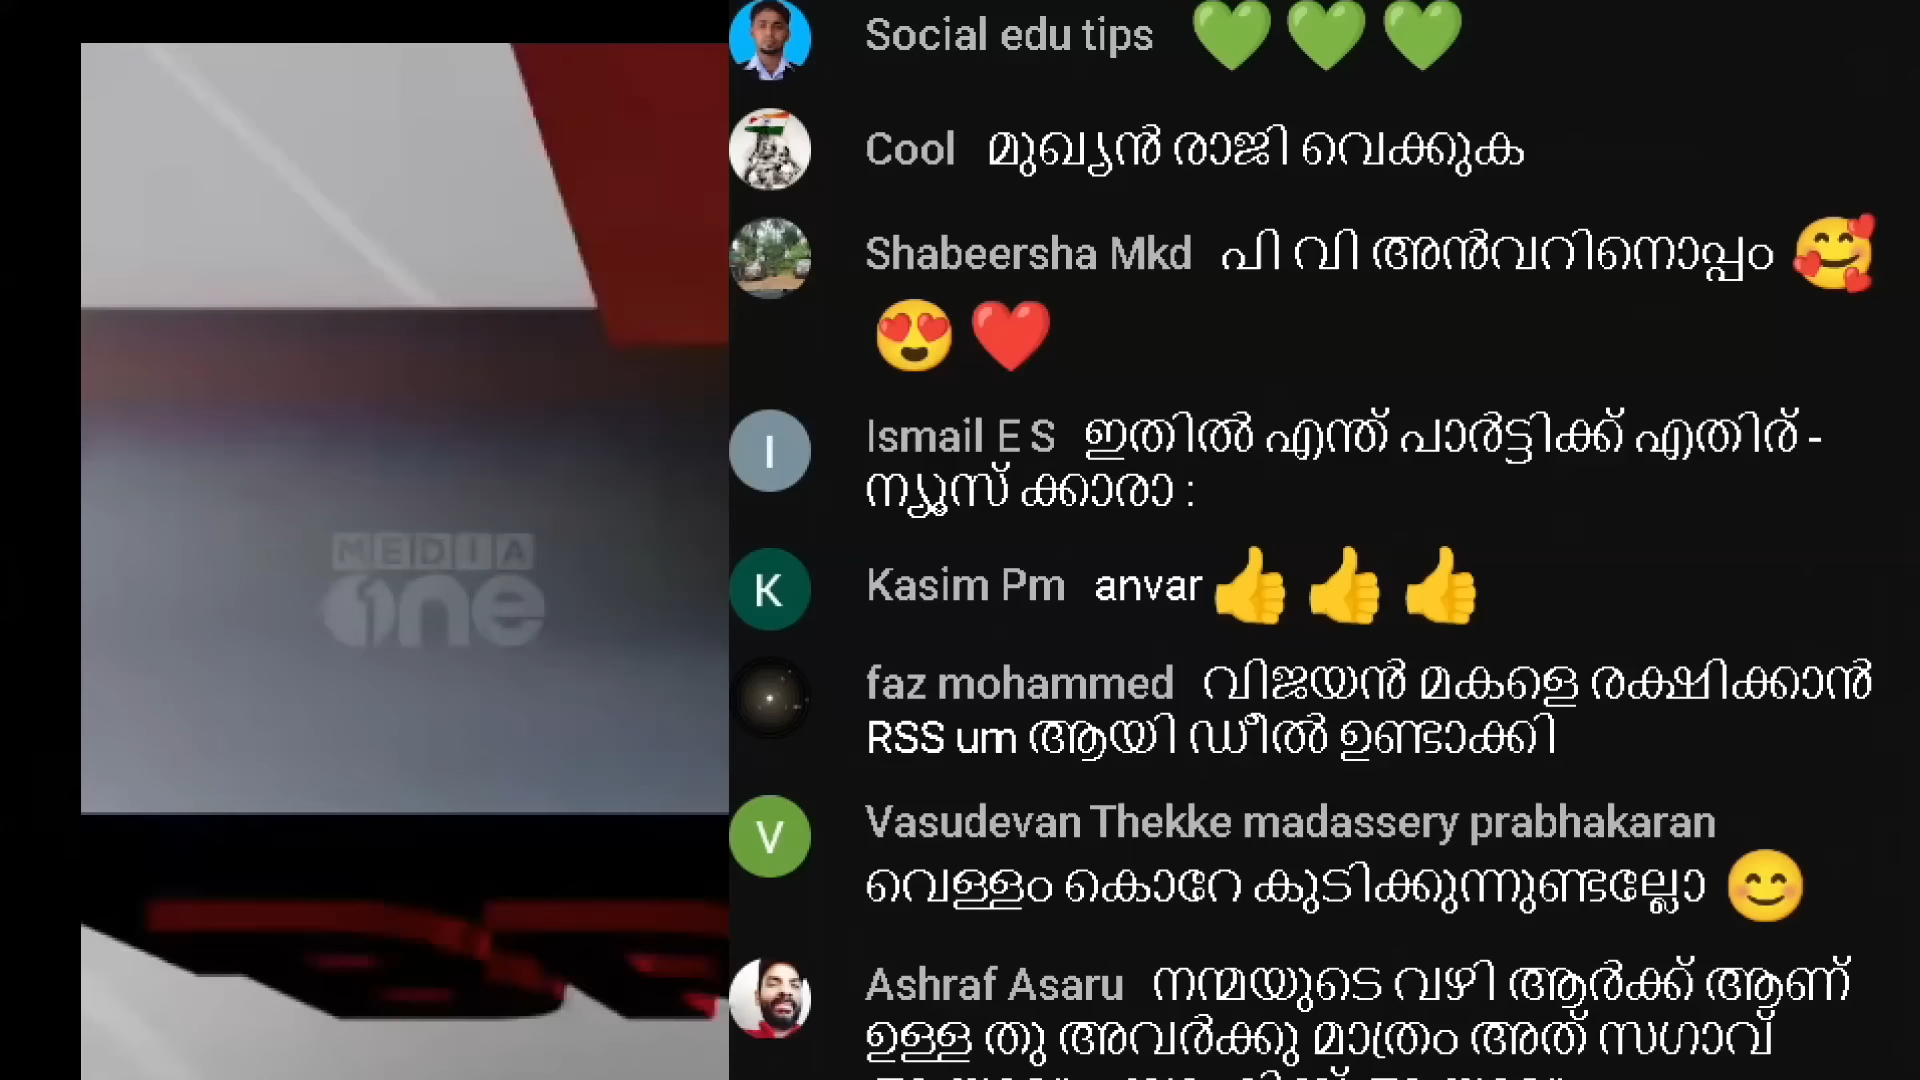 Social edu tips 💚💚💚
Cool മുഖ്യൻ രാജി വെക്കുക
Shabeersha Mkd പി വി അൻവറിനൊപ്പം 🥰
😍❤️
Ismail E S ഇതിൽ എന്ത് പാർട്ടിക്ക് എതിര് -
ന്യൂസ് ക്കാരാ :
MEDIA
one
K
Kasim Pm anvar 👍👍👍
faz mohammed വിജയൻ മകളെ രക്ഷിക്കാൻ
RSS um ആയി ഡീൽ ഉണ്ടാക്കി
V
Vasudevan Thekke madassery prabhakaran
വെള്ളം കൊറേ കുടിക്കുന്നുണ്ടല്ലോ 😊
Ashraf Asaru നന്മയുടെ വഴി ആർക്ക് ആണ്
ഉള്ള തു അവർക്കു മാത്രം അത് സഗാവ്